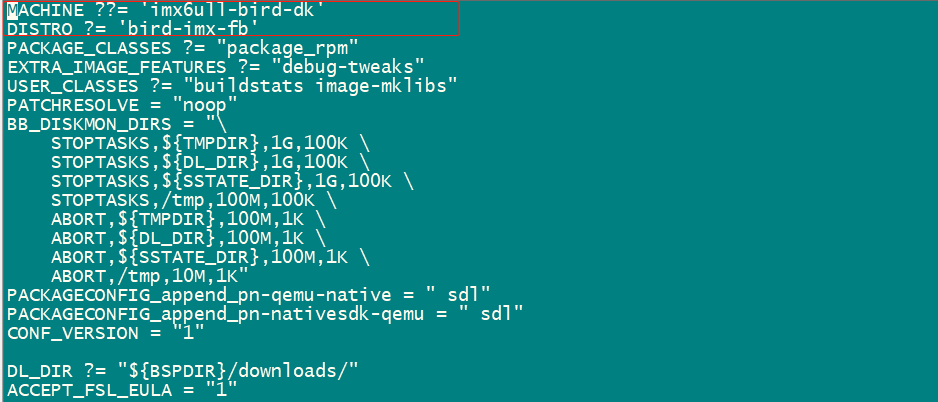 MACHINE ??= 'imx6ull-bird-dk'
DISTRO ?= 'bird-imx-fb'
PACKAGE_CLASSES ?= "package_rpm"
EXTRA_IMAGE_FEATURES ?= "debug-tweaks"
USER_CLASSES ?= "buildstats image-mklibs"
PATCHRESOLVE = "noop"
BB_DISKMON_DIRS = "\
    STOPTASKS,${TMPDIR},1G,100K \
    STOPTASKS,${DL_DIR},1G,100K \
    STOPTASKS,${SSTATE_DIR},1G,100K \
    STOPTASKS,/tmp,100M,100K \
    ABORT,${TMPDIR},100M,1K \
    ABORT,${DL_DIR},100M,1K \
    ABORT,${SSTATE_DIR},100M,1K \
    ABORT,/tmp,10M,1K"
PACKAGECONFIG_append_pn-qemu-native = " sdl"
PACKAGECONFIG_append_pn-nativesdk-qemu = " sdl"
CONF_VERSION = "1"

DL_DIR ?= "${BSPDIR}/downloads/"
ACCEPT_FSL_EULA = "1"